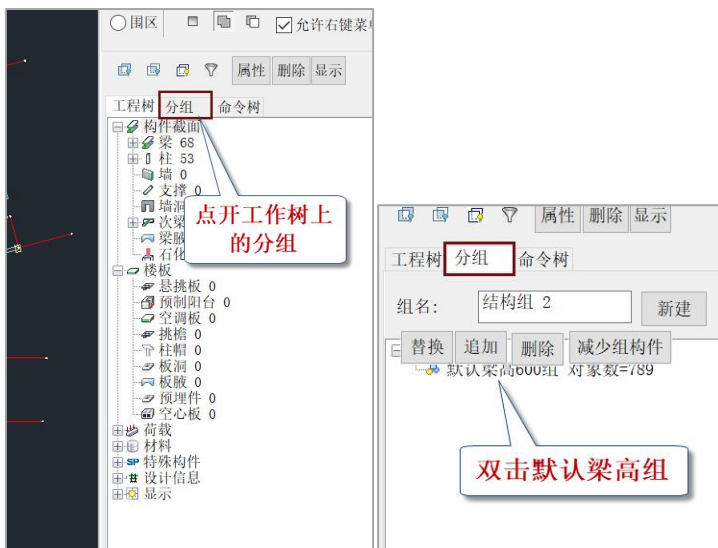 围区
允许右键菜
属性 删除 显示
工程树 分组 命令树
构件截面
梁 68
柱 53
墙 0
支撑 0
墙洞
次梁
梁腋
石化
楼板
悬挑板 0
预制阳台 0
空调板 0
挑檐 0
柱帽 0
板洞 0
板腋 0
预埋件 0
空心板 0
荷载
材料
SP 特殊构件
设计信息
显示
点开工作树上
的分组
属性 删除 显示
工程树 分组 命令树
组名: 结构组 2 新建
替换 追加 删除 减少组构件
默认梁高600组 对象数=789
双击默认梁高组